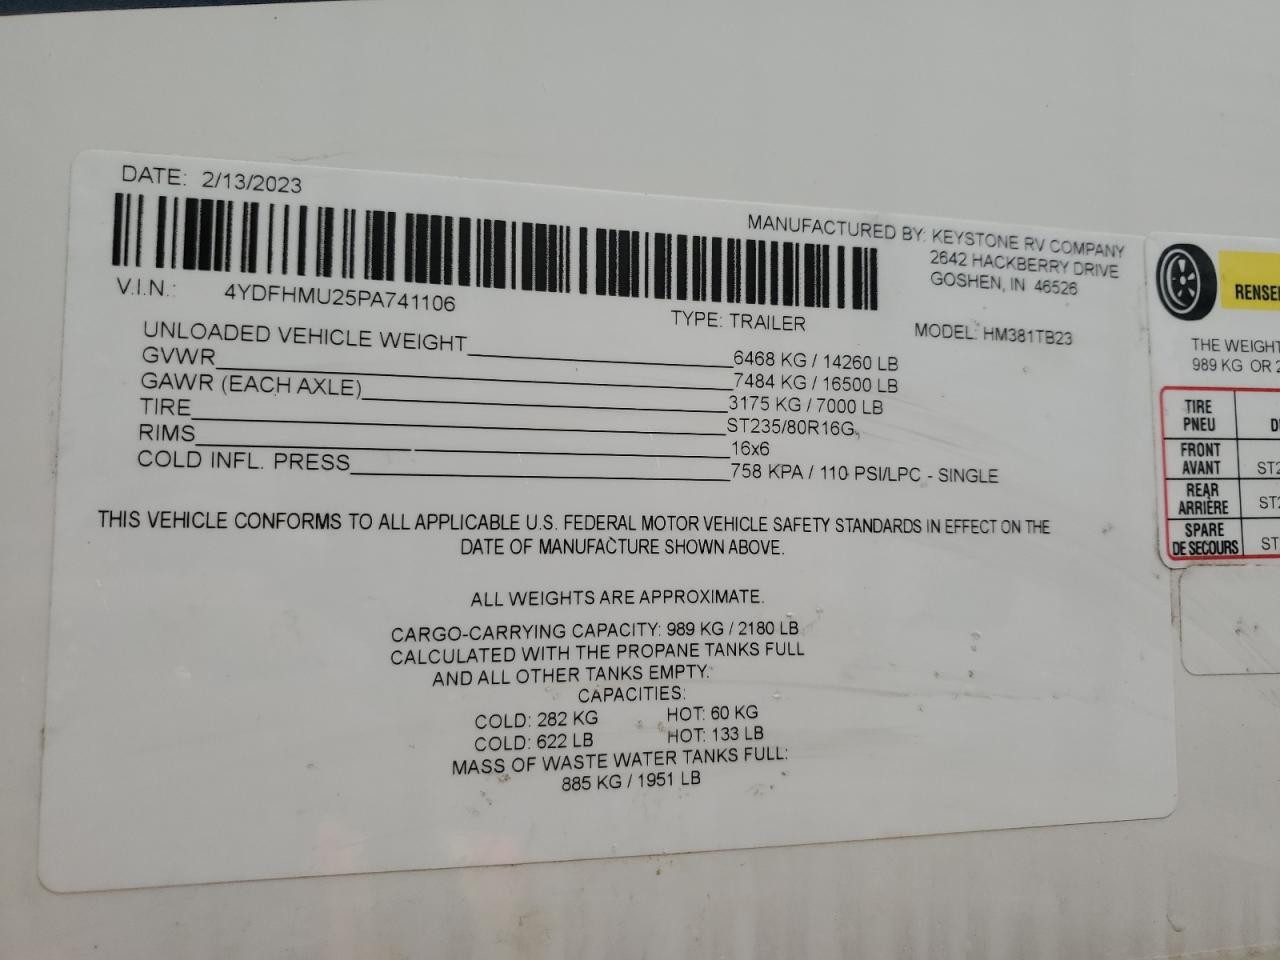 DATE: 2/13/2023
MANUFACTURED BY: KEYSTONE RV COMPANY
2642 HACKBERRY DRIVE
GOSHEN, IN 46526
V.I.N.: 4YDFHMU25PA741106
TYPE: TRAILER
MODEL: HM381TB23
UNLOADED VEHICLE WEIGHT 6468 KG / 14260 LB
GVWR 7484 KG / 16500 LB
GAWR (EACH AXLE) 3175 KG / 7000 LB
TIRE ST235/80R16G,
RIMS 16x6
COLD INFL. PRESS 758 KPA / 110 PSI/LPC - SINGLE
THIS VEHICLE CONFORMS TO ALL APPLICABLE U.S. FEDERAL MOTOR VEHICLE SAFETY STANDARDS IN EFFECT ON THE
DATE OF MANUFACTURE SHOWN ABOVE.
ALL WEIGHTS ARE APPROXIMATE.
CARGO-CARRYING CAPACITY: 989 KG / 2180 LB
CALCULATED WITH THE PROPANE TANKS FULL
AND ALL OTHER TANKS EMPTY.
CAPACITIES:
COLD: 282 KG HOT: 60 KG
COLD: 622 LB HOT: 133 LB
MASS OF WASTE WATER TANKS FULL:
885 KG / 1951 LB
RENSEI
THE WEIGHT
989 KG OR 2
TIRE
PNEU
FRONT
AVANT ST2
REAR
ARRIÈRE ST2
SPARE
DE SECOURS ST